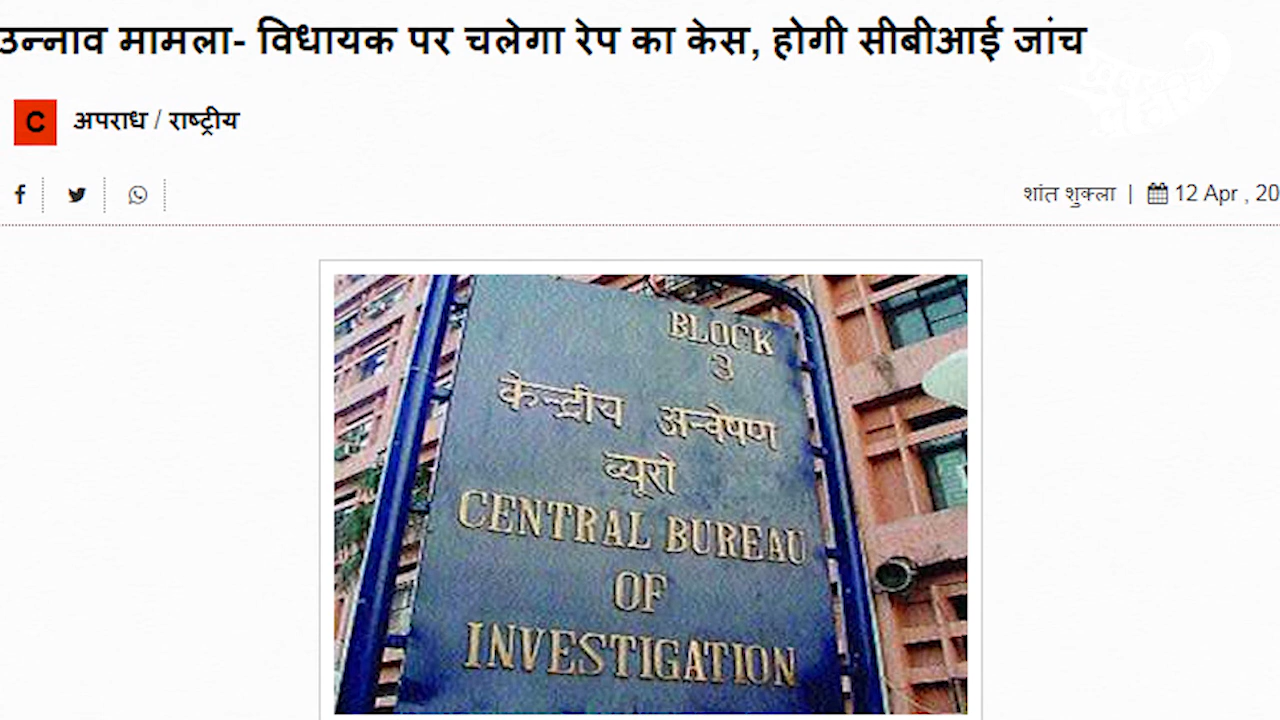 उन्नाव मामला- विधायक पर चलेगा रेप का केस, होगी सीबीआई जांच
C अपराध / राष्ट्रीय
शांत शुक्ला | 12 Apr , 20
BLOCK
3
केन्द्रीय अन्वेषण
ब्यूरो
CENTRAL BUREAU
OF
INVESTIGATION